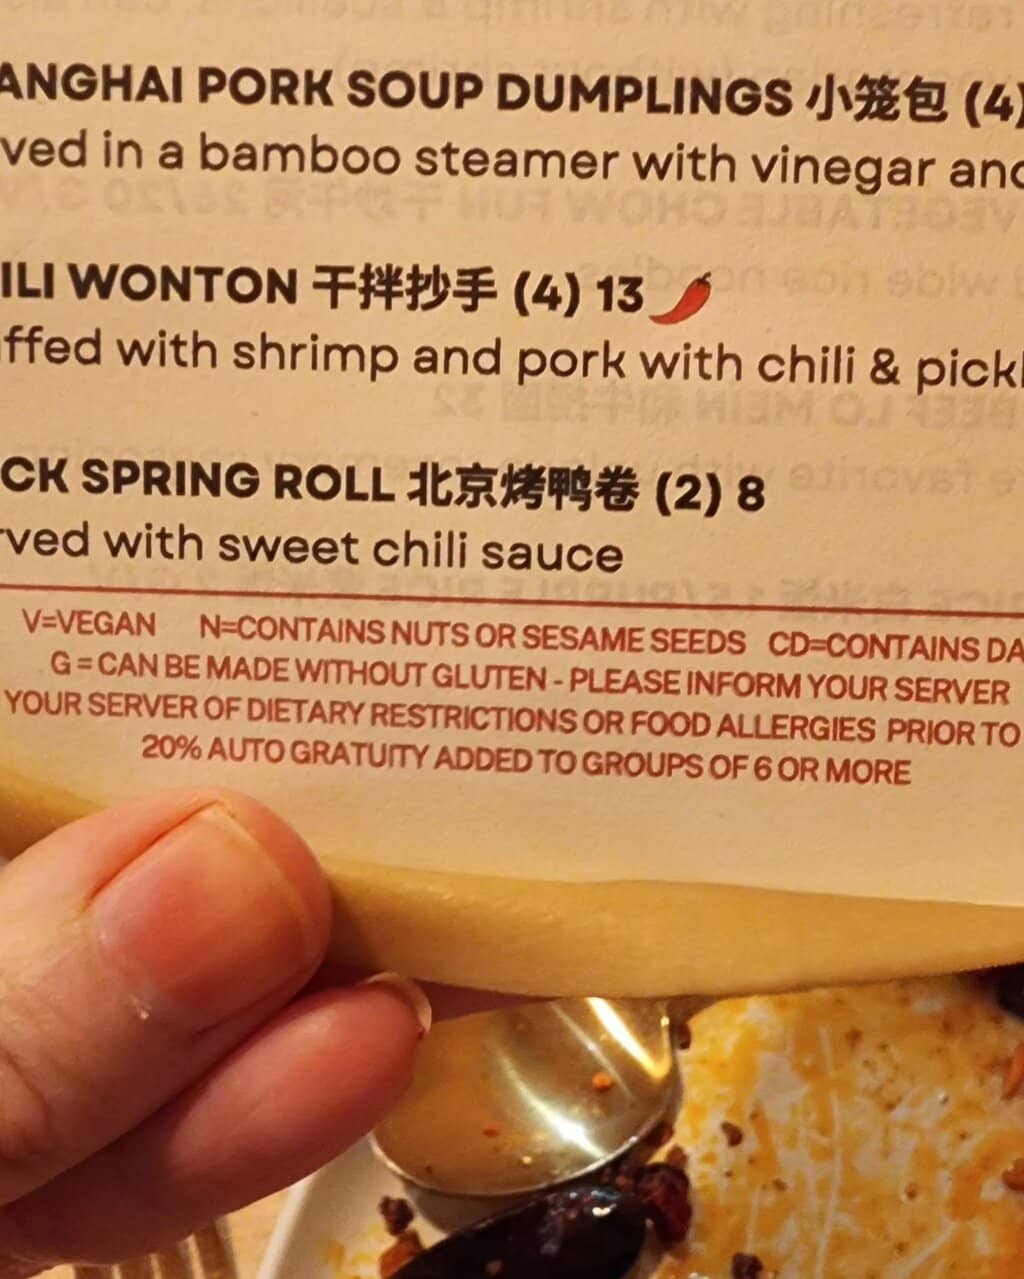 ANGHAI PORK SOUP DUMPLINGS 小笼包 (4)
ved in a bamboo steamer with vinegar and
ILI WONTON 干拌抄手 (4) 13
ffed with shrimp and pork with chili & pickl
CK SPRING ROLL 北京烤鸭卷 (2) 8
rved with sweet chili sauce
V=VEGAN N=CONTAINS NUTS OR SESAME SEEDS CD=CONTAINS DA
G = CAN BE MADE WITHOUT GLUTEN - PLEASE INFORM YOUR SERVER
YOUR SERVER OF DIETARY RESTRICTIONS OR FOOD ALLERGIES PRIOR TO
20% AUTO GRATUITY ADDED TO GROUPS OF 6 OR MORE